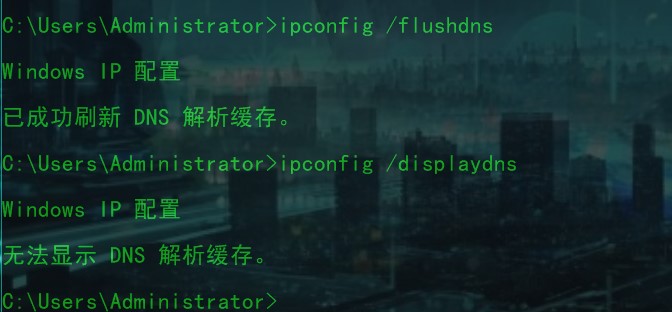 C:\Users\Administrator>ipconfig /flushdns
Windows IP 配置
已成功刷新 DNS 解析缓存。
C:\Users\Administrator>ipconfig /displaydns
Windows IP 配置
无法显示 DNS 解析缓存。
C:\Users\Administrator>